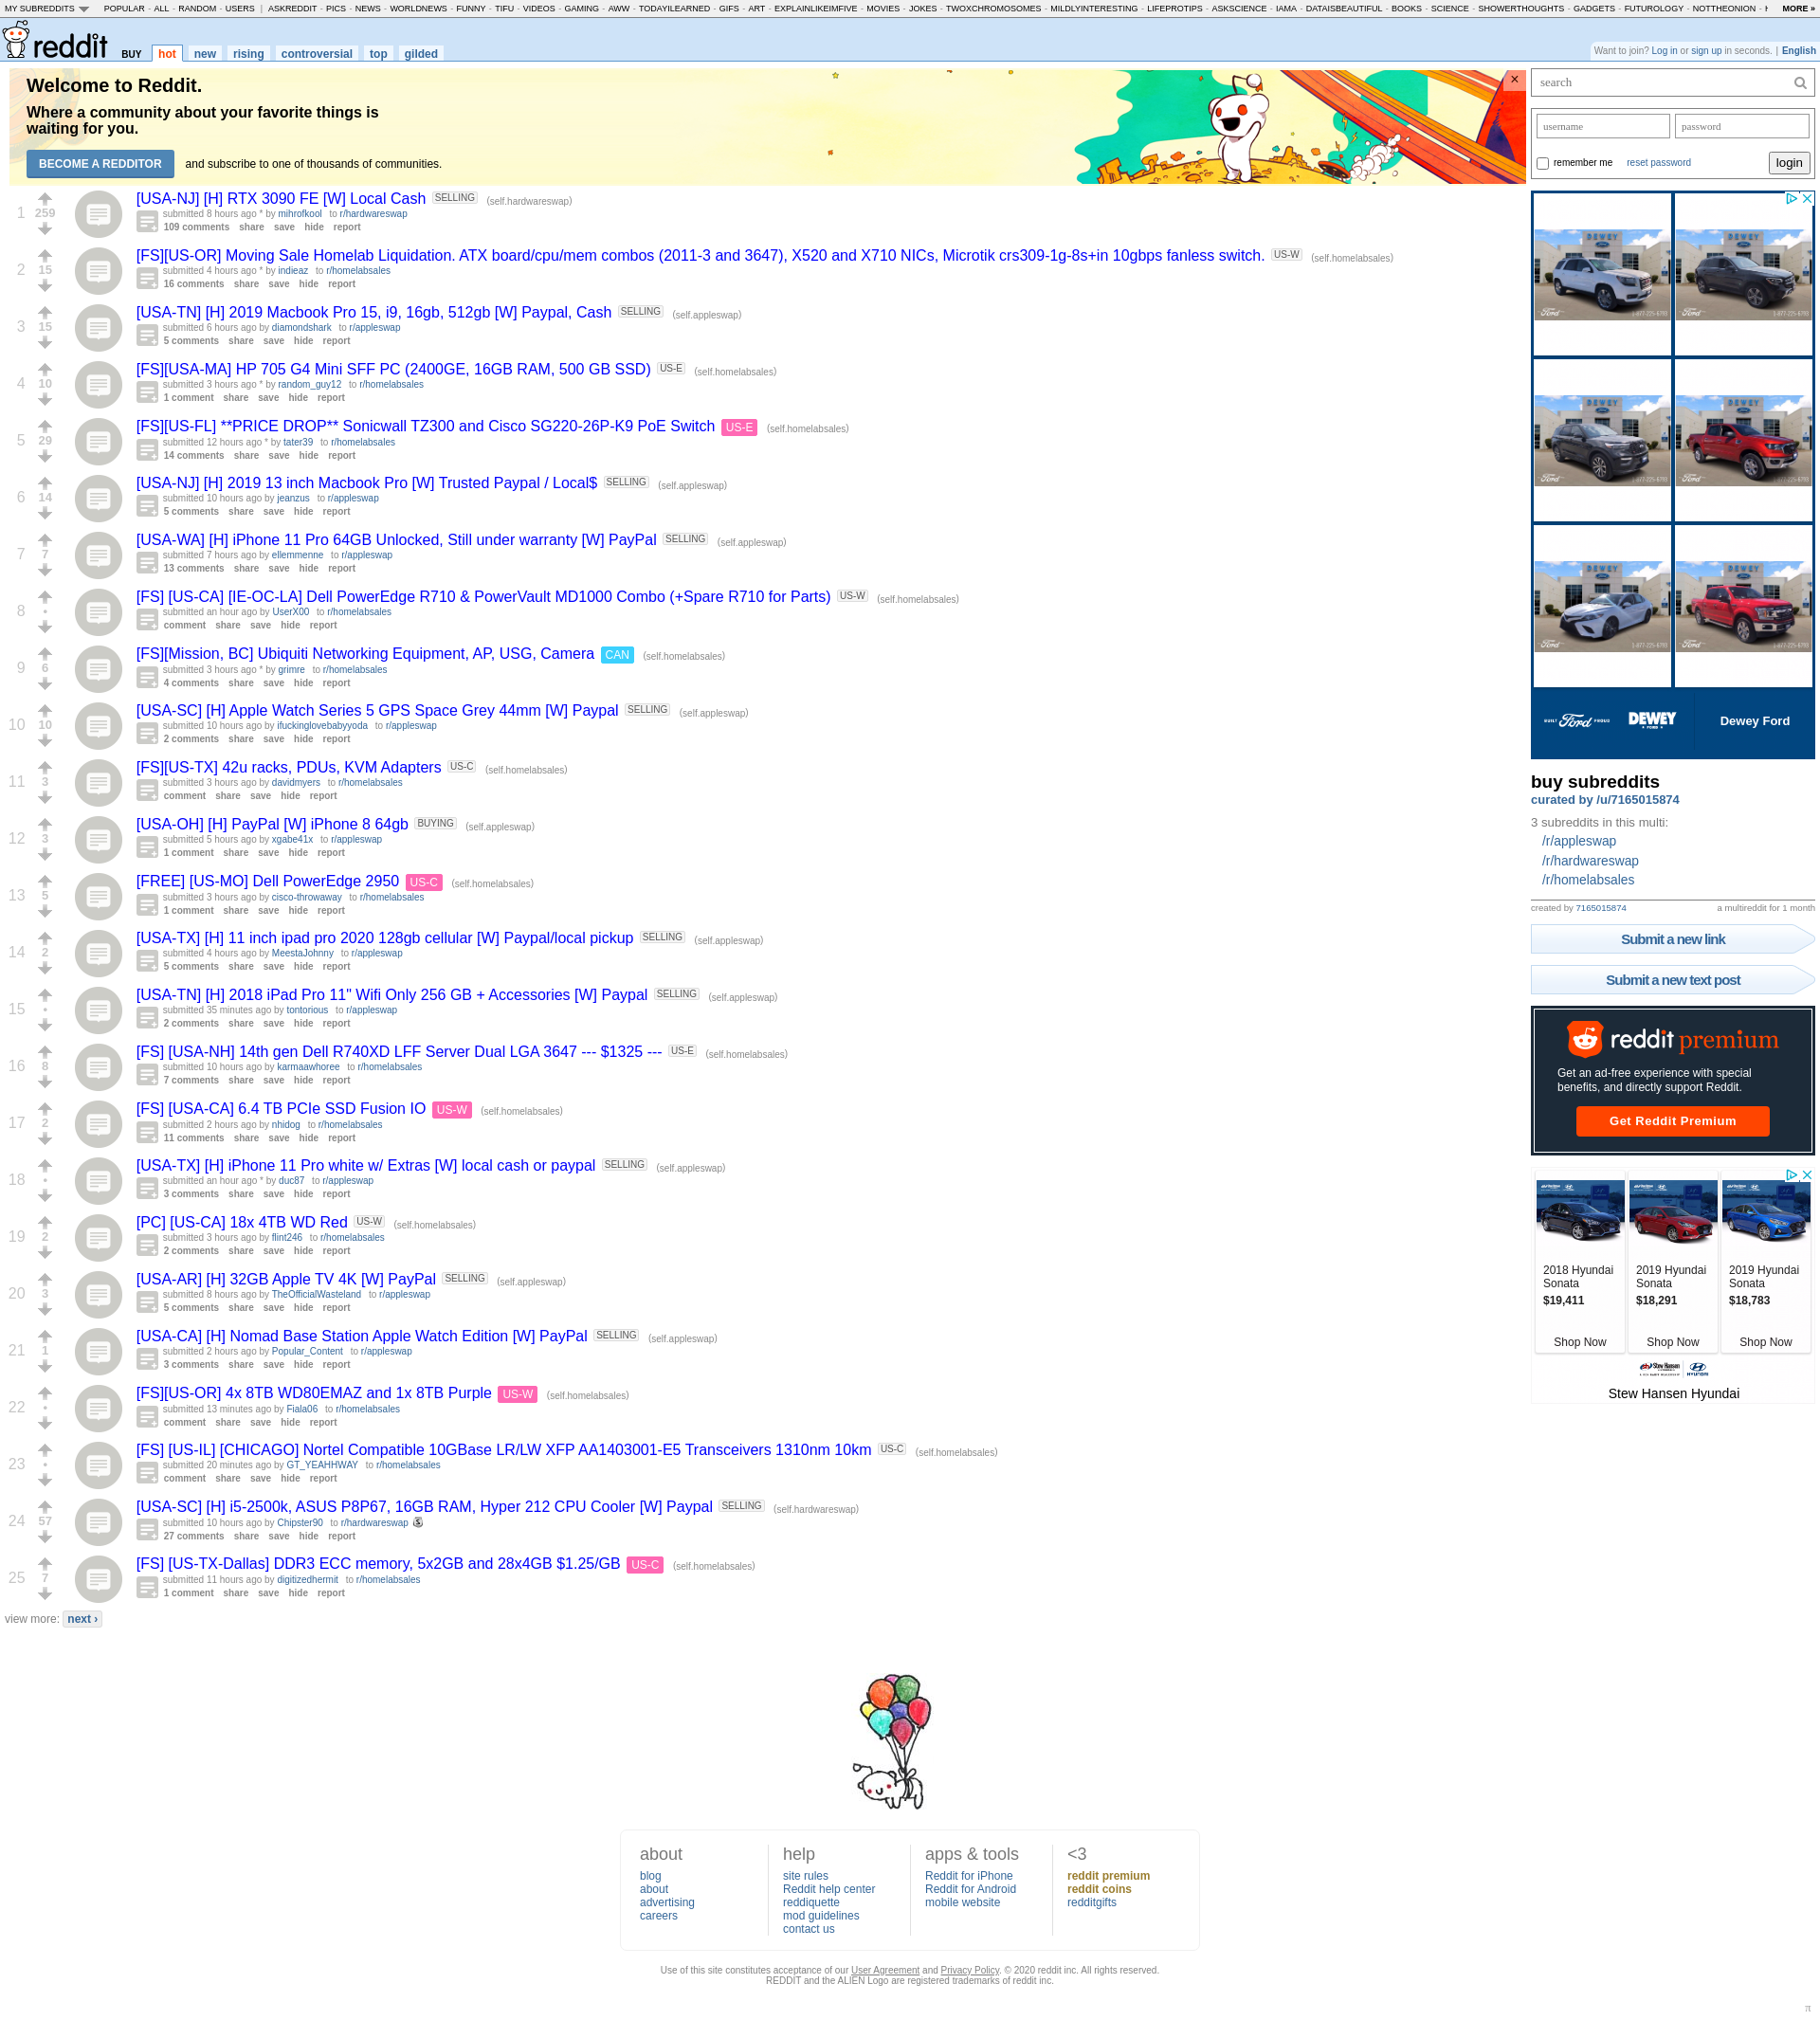 MY SUBREDDITS POPULAR - ALL - RANDOM - USERS | ASKREDDIT - PICS - NEWS - WORLDNEWS - FUNNY - TIFU - VIDEOS - GAMING - AWW - TODAYILEARNED - GIFS - ART - EXPLAINLIKEIMFIVE - MOVIES - JOKES - TWOXCHROMOSOMES - MILDLYINTERESTING - LIFEPROTIPS - ASKSCIENCE - IAMA - DATAISBEAUTIFUL - BOOKS - SCIENCE - SHOWERTHOUGHTS - GADGETS - FUTUROLOGY - NOTTHEONION - MORE »
reddit BUY hot new rising controversial top gilded
Want to join? Log in or sign up in seconds. | English
Welcome to Reddit.
Where a community about your favorite things is
waiting for you.
BECOME A REDDITOR and subscribe to one of thousands of communities.
1 259 [USA-NJ] [H] RTX 3090 FE [W] Local Cash SELLING (self.hardwareswap)
submitted 8 hours ago * by mihrofkool to r/hardwareswap
109 comments share save hide report
2 15 [FS][US-OR] Moving Sale Homelab Liquidation. ATX board/cpu/mem combos (2011-3 and 3647), X520 and X710 NICs, Microtik crs309-1g-8s+in 10gbps fanless switch. US-W (self.homelabsales)
submitted 4 hours ago * by indieaz to r/homelabsales
16 comments share save hide report
3 15 [USA-TN] [H] 2019 Macbook Pro 15, i9, 16gb, 512gb [W] Paypal, Cash SELLING (self.appleswap)
submitted 6 hours ago by diamondshark to r/appleswap
5 comments share save hide report
4 10 [FS][USA-MA] HP 705 G4 Mini SFF PC (2400GE, 16GB RAM, 500 GB SSD) US-E (self.homelabsales)
submitted 3 hours ago * by random_guy12 to r/homelabsales
1 comment share save hide report
5 29 [FS][US-FL] **PRICE DROP** Sonicwall TZ300 and Cisco SG220-26P-K9 PoE Switch US-E (self.homelabsales)
submitted 12 hours ago * by tater39 to r/homelabsales
14 comments share save hide report
6 14 [USA-NJ] [H] 2019 13 inch Macbook Pro [W] Trusted Paypal / Local$ SELLING (self.appleswap)
submitted 10 hours ago by jeanzus to r/appleswap
5 comments share save hide report
7 7 [USA-WA] [H] iPhone 11 Pro 64GB Unlocked, Still under warranty [W] PayPal SELLING (self.appleswap)
submitted 7 hours ago by ellemmenne to r/appleswap
13 comments share save hide report
8 • [FS] [US-CA] [IE-OC-LA] Dell PowerEdge R710 & PowerVault MD1000 Combo (+Spare R710 for Parts) US-W (self.homelabsales)
submitted an hour ago by UserX00 to r/homelabsales
comment share save hide report
9 6 [FS][Mission, BC] Ubiquiti Networking Equipment, AP, USG, Camera CAN (self.homelabsales)
submitted 3 hours ago * by grimre to r/homelabsales
4 comments share save hide report
10 10 [USA-SC] [H] Apple Watch Series 5 GPS Space Grey 44mm [W] Paypal SELLING (self.appleswap)
submitted 10 hours ago by ifuckinglovebabyyoda to r/appleswap
2 comments share save hide report
11 3 [FS][US-TX] 42u racks, PDUs, KVM Adapters US-C (self.homelabsales)
submitted 3 hours ago by davidmyers to r/homelabsales
comment share save hide report
12 3 [USA-OH] [H] PayPal [W] iPhone 8 64gb BUYING (self.appleswap)
submitted 5 hours ago by xgabe41x to r/appleswap
1 comment share save hide report
13 5 [FREE] [US-MO] Dell PowerEdge 2950 US-C (self.homelabsales)
submitted 3 hours ago by cisco-throwaway to r/homelabsales
1 comment share save hide report
14 2 [USA-TX] [H] 11 inch ipad pro 2020 128gb cellular [W] Paypal/local pickup SELLING (self.appleswap)
submitted 4 hours ago by MeestaJohnny to r/appleswap
5 comments share save hide report
15 • [USA-TN] [H] 2018 iPad Pro 11" Wifi Only 256 GB + Accessories [W] Paypal SELLING (self.appleswap)
submitted 35 minutes ago by tontorious to r/appleswap
2 comments share save hide report
16 8 [FS] [USA-NH] 14th gen Dell R740XD LFF Server Dual LGA 3647 --- $1325 --- US-E (self.homelabsales)
submitted 10 hours ago by karmaawhoree to r/homelabsales
7 comments share save hide report
17 2 [FS] [USA-CA] 6.4 TB PCIe SSD Fusion IO US-W (self.homelabsales)
submitted 2 hours ago by nhidog to r/homelabsales
11 comments share save hide report
18 • [USA-TX] [H] iPhone 11 Pro white w/ Extras [W] local cash or paypal SELLING (self.appleswap)
submitted an hour ago * by duc87 to r/appleswap
3 comments share save hide report
19 2 [PC] [US-CA] 18x 4TB WD Red US-W (self.homelabsales)
submitted 3 hours ago by flint246 to r/homelabsales
2 comments share save hide report
20 3 [USA-AR] [H] 32GB Apple TV 4K [W] PayPal SELLING (self.appleswap)
submitted 8 hours ago by TheOfficialWasteland to r/appleswap
5 comments share save hide report
21 1 [USA-CA] [H] Nomad Base Station Apple Watch Edition [W] PayPal SELLING (self.appleswap)
submitted 2 hours ago by Popular_Content to r/appleswap
3 comments share save hide report
22 • [FS][US-OR] 4x 8TB WD80EMAZ and 1x 8TB Purple US-W (self.homelabsales)
submitted 13 minutes ago by Fiala06 to r/homelabsales
comment share save hide report
23 • [FS] [US-IL] [CHICAGO] Nortel Compatible 10GBase LR/LW XFP AA1403001-E5 Transceivers 1310nm 10km US-C (self.homelabsales)
submitted 20 minutes ago by GT_YEAHHWAY to r/homelabsales
comment share save hide report
24 57 [USA-SC] [H] i5-2500k, ASUS P8P67, 16GB RAM, Hyper 212 CPU Cooler [W] Paypal SELLING (self.hardwareswap)
submitted 10 hours ago by Chipster90 to r/hardwareswap
27 comments share save hide report
25 7 [FS] [US-TX-Dallas] DDR3 ECC memory, 5x2GB and 28x4GB $1.25/GB US-C (self.homelabsales)
submitted 11 hours ago by digitizedhermit to r/homelabsales
1 comment share save hide report
view more: next ›
search
username password
remember me reset password login
DEWEY DEWEY
Ford 1-877-225-6793 Ford 1-877-225-6793
DEWEY DEWEY
Ford 1-877-225-6793 Ford 1-877-225-6793
DEWEY DEWEY
Ford 1-877-225-6793 Ford 1-877-225-6793
BUILT Ford PROUD DEWEY FORD Dewey Ford
buy subreddits
curated by /u/7165015874
3 subreddits in this multi:
/r/appleswap
/r/hardwareswap
/r/homelabsales
created by 7165015874 a multireddit for 1 month
Submit a new link
Submit a new text post
reddit premium
Get an ad-free experience with special
benefits, and directly support Reddit.
Get Reddit Premium
2018 Hyundai 2019 Hyundai 2019 Hyundai
Sonata Sonata Sonata
$19,411 $18,291 $18,783
Shop Now Shop Now Shop Now
Stew Hansen HYUNDAI
Stew Hansen Hyundai
about help apps & tools <3
blog site rules Reddit for iPhone reddit premium
about Reddit help center Reddit for Android reddit coins
advertising reddiquette mobile website redditgifts
careers mod guidelines
contact us
Use of this site constitutes acceptance of our User Agreement and Privacy Policy. © 2020 reddit inc. All rights reserved.
REDDIT and the ALIEN Logo are registered trademarks of reddit inc.
π